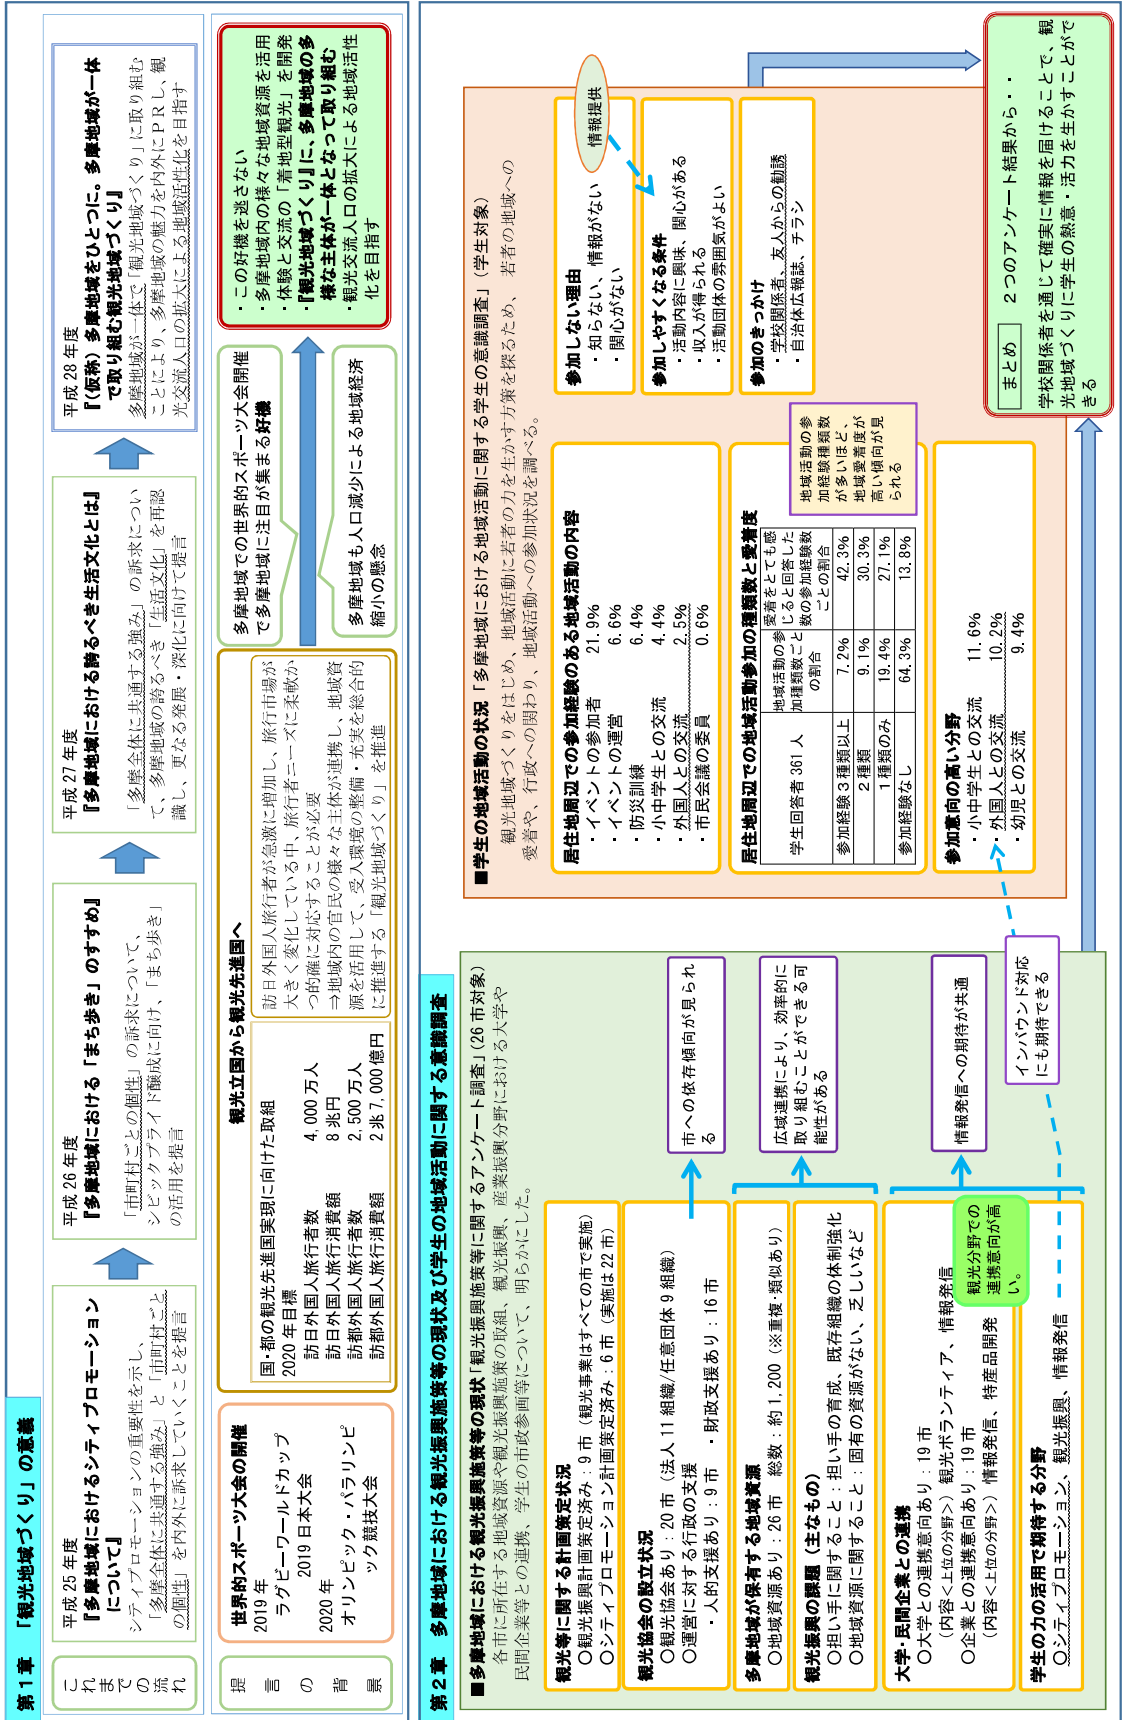 第１章　「観光地域づくり」の意義
これまでの流れ
平成 25 年度
『多摩地域におけるシティプロモーション
について』
シティプロモーションの重要性を示し、
「多摩全体に共通する強み」と「市町村ごと
の個性」を内外に訴求していくことを提言
平成 26 年度
『多摩地域における「まち歩き」のすすめ』
「市町村ごとの個性」の訴求について、
シビックプライド醸成に向け、「まち歩き」
の活用を提言
平成 27 年度
『多摩地域における誇るべき生活文化とは』
「多摩全体に共通する強み」の訴求につい
て、多摩地域の誇るべき「生活文化」を再認
識し、更なる発展・深化に向けて提言
平成 28 年度
『(仮称) 多摩地域をひとつに。多摩地域が一体
で取り組む観光地域づくり』
多摩地域が一体で「観光地域づくり」に取り組む
ことにより、多摩地域の魅力を内外にＰＲし、観
光交流人口の拡大による地域活性化を目指す
提言の背景
世界的スポーツ大会の開催
2019 年
ラグビーワールドカップ
2019 日本大会
2020 年
オリンピック・パラリンピ
ック競技大会
観光立国から観光先進国へ
国・都の観光先進国実現に向けた取組
2020 年目標
訪日外国人旅行者数　4,000 万人
訪日外国人旅行消費額　8 兆円
訪都外国人旅行者数　2,500 万人
訪都外国人旅行消費額　2 兆 7,000 億円
訪日外国人旅行者が急激に増加し、旅行市場が
大きく変化している中、旅行者ニーズに柔軟か
つ的確に対応することが必要
⇒地域内の官民の様々な主体が連携し、地域資
源を活用して、受入環境の整備・充実を総合的
に推進する「観光地域づくり」を推進
多摩地域での世界的スポーツ大会開催
で多摩地域に注目が集まる好機
多摩地域も人口減少による地域経済
縮小の懸念
・この好機を逃さない
・多摩地域内の様々な地域資源を活用
・体験と交流の「着地型観光」を開発
・『観光地域づくり』に、多摩地域の多
様な主体が一体となって取り組む
・観光交流人口の拡大による地域活性
化を目指す
第２章　多摩地域における観光振興施策等の現状及び学生の地域活動に関する意識調査
■多摩地域における観光振興施策等の現状「観光振興施策等に関するアンケート調査」(26 市対象)
各市に所在する地域資源や観光振興施策の取組、観光振興、産業振興分野における大学や
民間企業等との連携、学生の市政参画等について、明らかにした。
観光等に関する計画策定状況
〇観光振興計画策定済み：9 市（観光事業はすべての市で実施）
〇シティプロモーション計画策定済み：6 市（実施は 22 市）
観光協会の設立状況
〇観光協会あり：20 市（法人 11 組織/任意団体 9 組織）
〇運営に対する行政の支援
・人的支援あり：9 市　・財政支援あり：16 市
市への依存傾向が見られ
る
多摩地域が保有する地域資源
〇地域資源あり：26 市　総数：約 1,200（※重複・類似あり）
観光振興の課題（主なもの）
〇担い手に関すること：担い手の育成、既存組織の体制強化
〇地域資源に関すること：固有の資源がない、乏しいなど
広域連携により、効率的に
取り組むことができる可
能性がある
大学・民間企業との連携
〇大学との連携意向あり：19 市
（内容<上位の分野>）観光ボランティア、情報発信
〇企業との連携意向あり：19 市
（内容<上位の分野>）情報発信、特産品開発
観光分野での
連携意向が高
い。
学生の力の活用で期待する分野
〇シティプロモーション、観光振興、情報発信
情報発信への期待が共通
インバウンド対応
にも期待できる
■学生の地域活動の状況「多摩地域における地域活動に関する学生の意識調査」(学生対象)
観光地域づくりをはじめ、地域活動に若者の力を生かす方策を探るため、若者の地域への
愛着や、行政への関わり、地域活動への参加状況を調べる。
居住地周辺での参加経験のある地域活動の内容
・イベントの参加者　21.9%
・イベントの運営　6.6%
・防災訓練　6.4%
・小中学生との交流　4.4%
・外国人との交流　2.5%
・市民会議の委員　0.6%
居住地周辺での地域活動参加の種類数と愛着度
学生回答者 361 人　地域活動の参加種類数ごとの割合　愛着をとても感じると回答した数の参加経験数ごとの割合
参加経験 3 種類以上　7.2%　42.3%
2 種類　9.1%　30.3%
1 種類のみ　19.4%　27.1%
参加経験なし　64.3%　13.8%
地域活動の参
加経験種類数
が多いほど、
地域愛着度が
高い傾向が見
られる
参加意向の高い分野
・小中学生との交流　11.6%
・外国人との交流　10.2%
・幼児との交流　9.4%
参加しない理由
・知らない、情報がない
・関心がない
情報提供
参加しやすくなる条件
・活動内容に興味、関心がある
・収入が得られる
・活動団体の雰囲気がよい
参加のきっかけ
・学校関係者、友人からの勧誘
・自治体広報誌、チラシ
まとめ　２つのアンケート結果から・・
学校関係者を通じて確実に情報を届けることで、観
光地域づくりに学生の熱意・活力を生かすことがで
きる